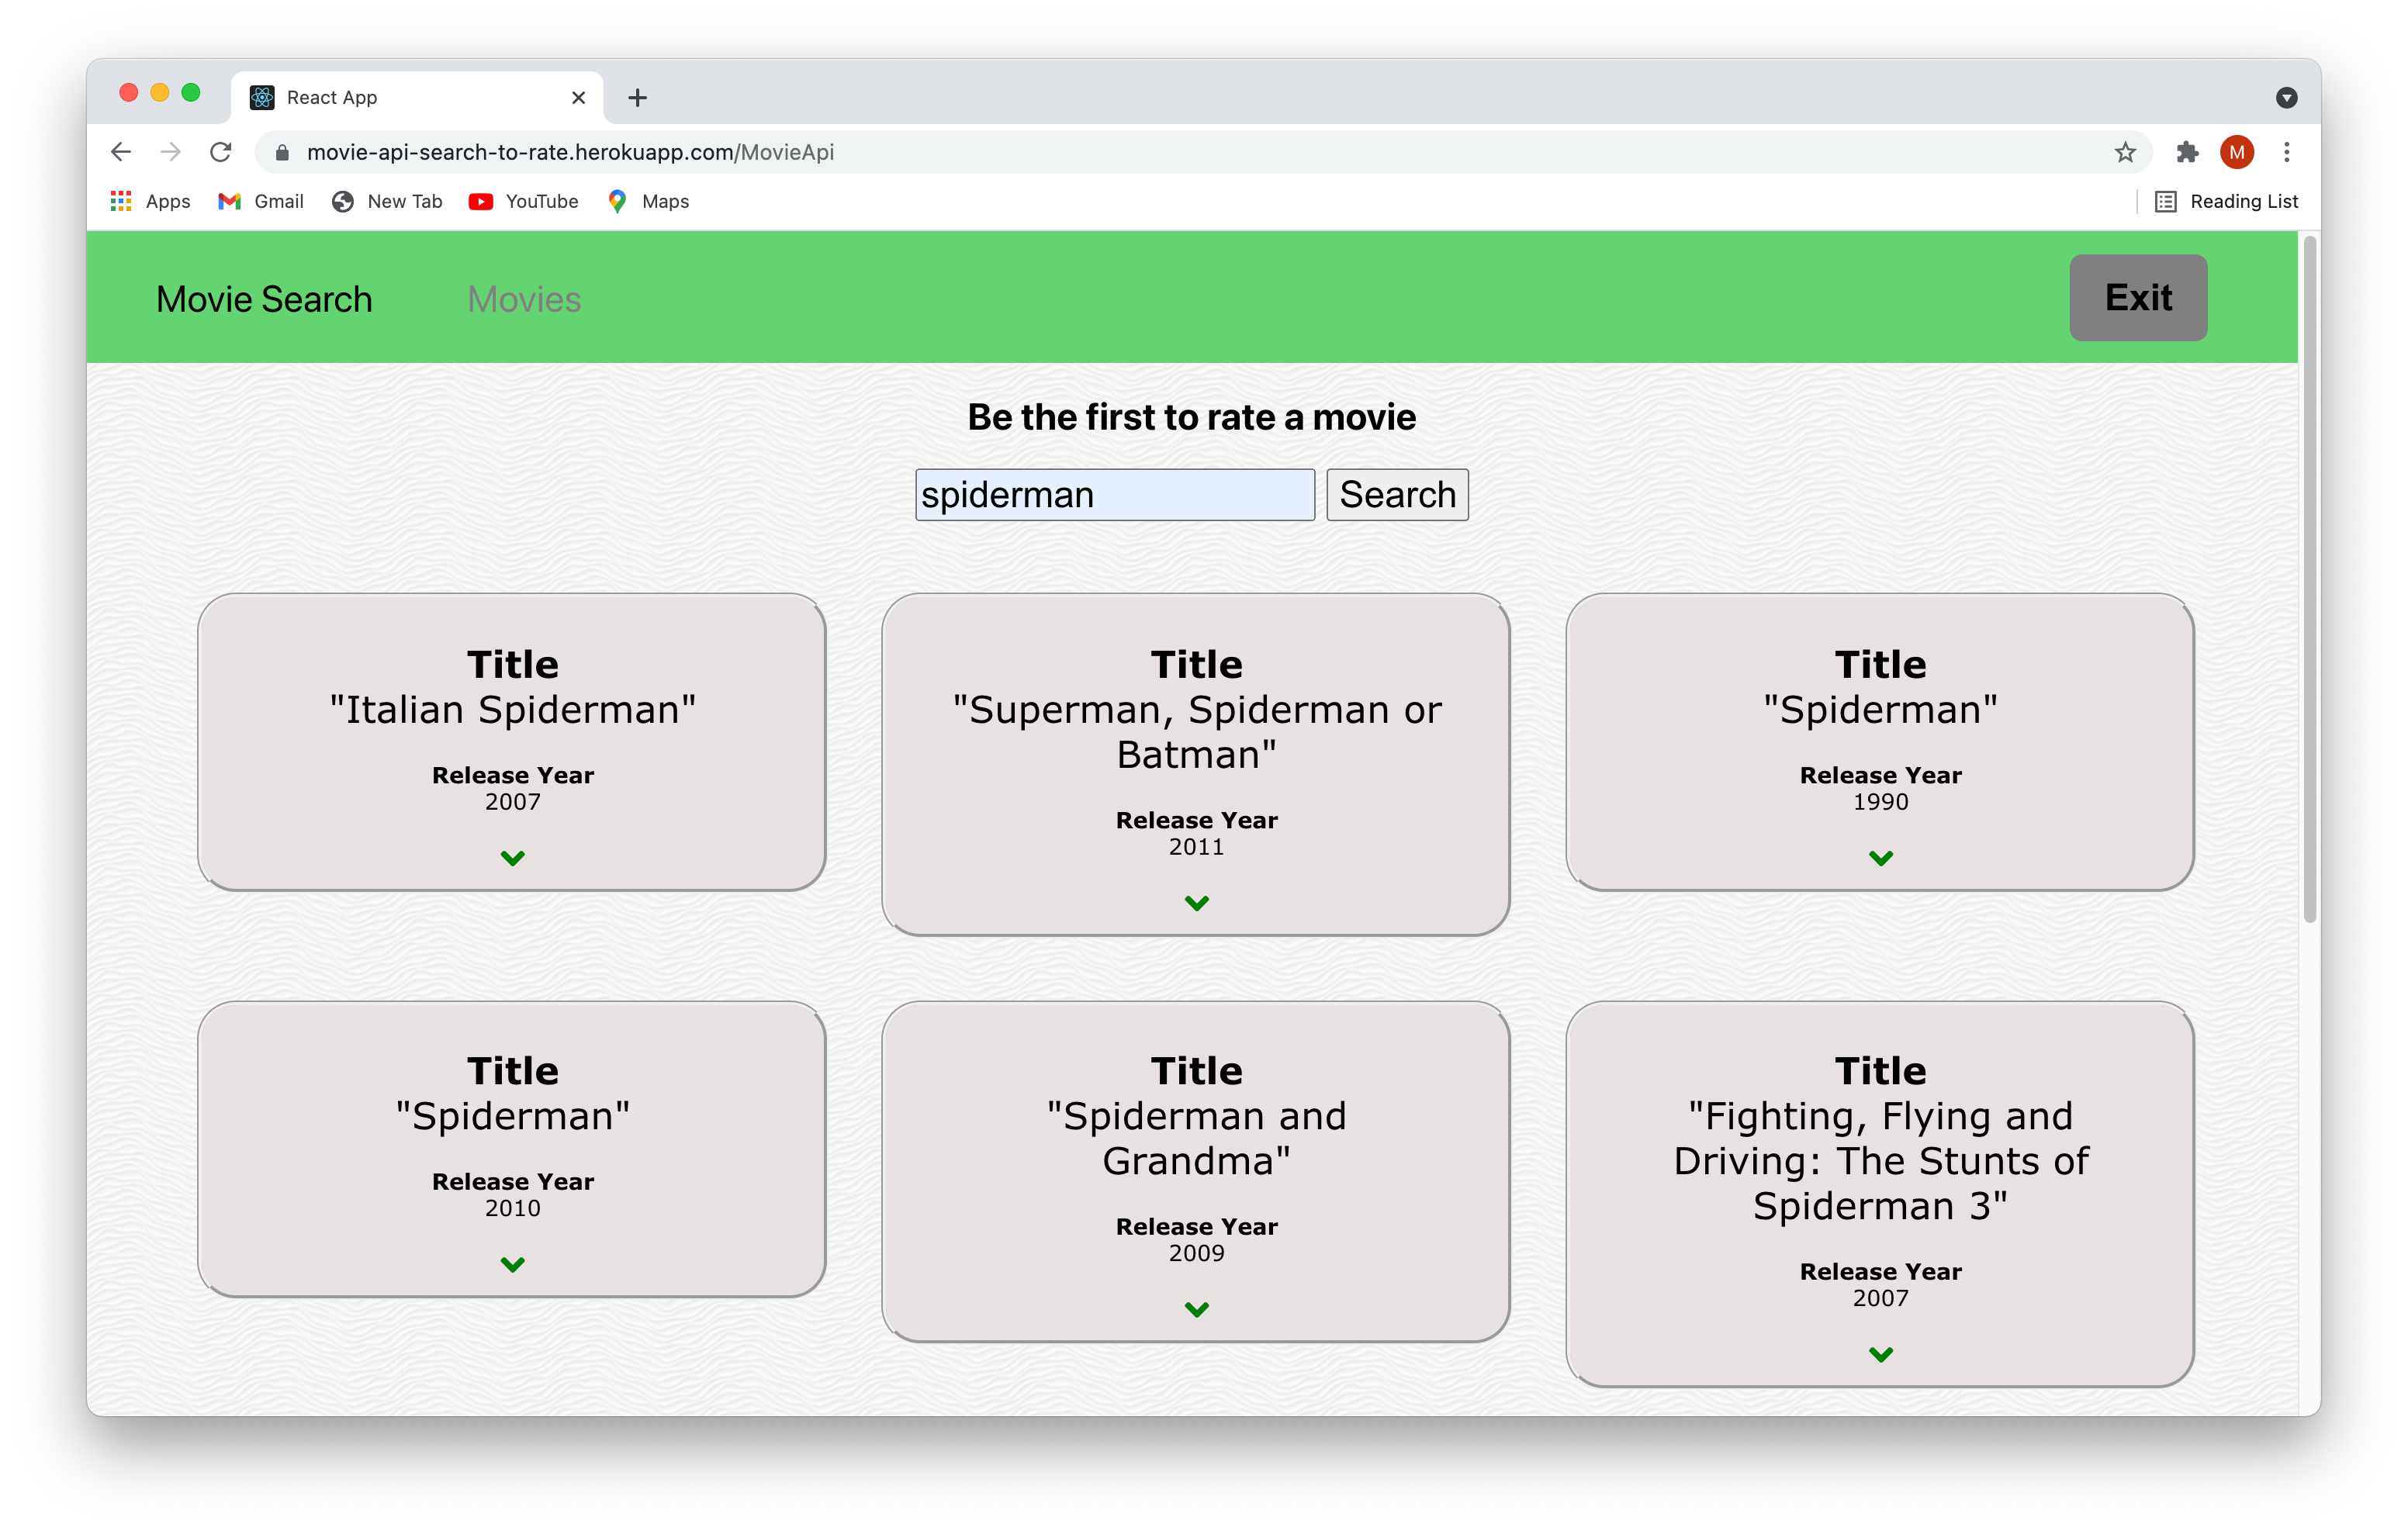 React App
movie-api-search-to-rate.herokuapp.com/MovieApi
M
Apps
Gmail
New Tab
YouTube
Maps
Reading List
Movie Search
Movies
Exit
Be the first to rate a movie
spiderman
Search
Title
"Italian Spiderman"
Release Year
2007
Title
"Superman, Spiderman or
Batman"
Release Year
2011
Title
"Spiderman"
Release Year
1990
Title
"Spiderman"
Release Year
2010
Title
"Spiderman and
Grandma"
Release Year
2009
Title
"Fighting, Flying and
Driving: The Stunts of
Spiderman 3"
Release Year
2007